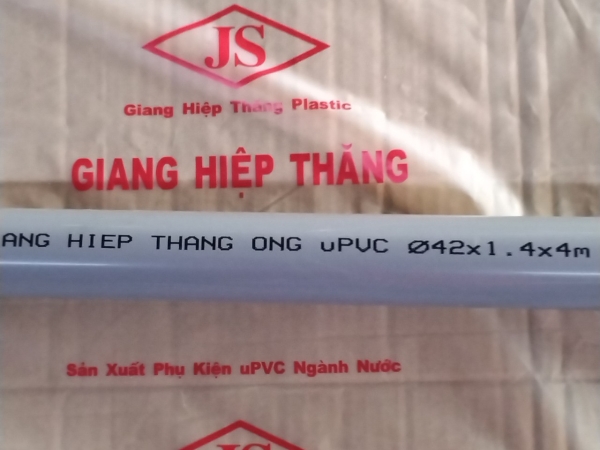 JS
Giang Hiệp Thăng Plastic
GIANG HIỆP THĂNG
ANG HIEP THANG ONG uPVC Ø42x1.4x4m
Sản Xuất Phụ Kiện uPVC Ngành Nước
JS